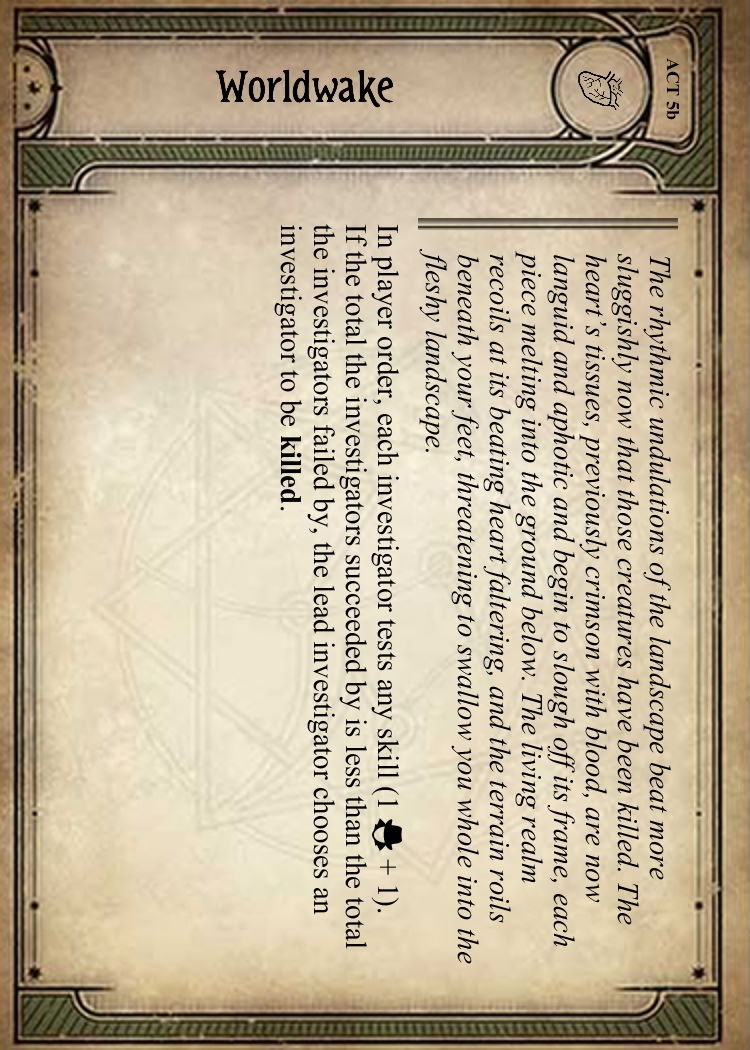 ACT 5b
Worldwake
The rhythmic undulations of the landscape beat more
sluggishly now that those creatures have been killed. The
heart's tissues, previously crimson with blood, are now
languid and aphotic and begin to slough off its frame, each
piece melting into the ground below. The living realm
recoils at its beating heart faltering, and the terrain roils
beneath your feet, threatening to swallow you whole into the
fleshy landscape.
In player order, each investigator tests any skill (1 + 1).
If the total the investigators succeeded by is less than the total
the investigators failed by, the lead investigator chooses an
investigator to be killed.